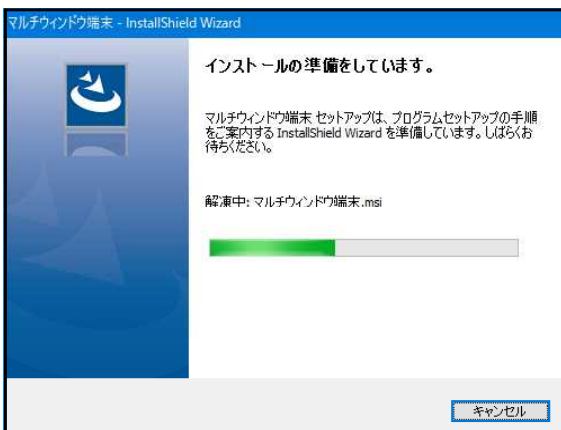 マルチウィンドウ端末 - InstallShield Wizard
インストールの準備をしています。
マルチウィンドウ端末 セットアップは、プログラムセットアップの手順
をご案内する InstallShield Wizard を準備しています。しばらくお
待ちください。
解凍中: マルチウィンドウ端末.msi
キャンセル